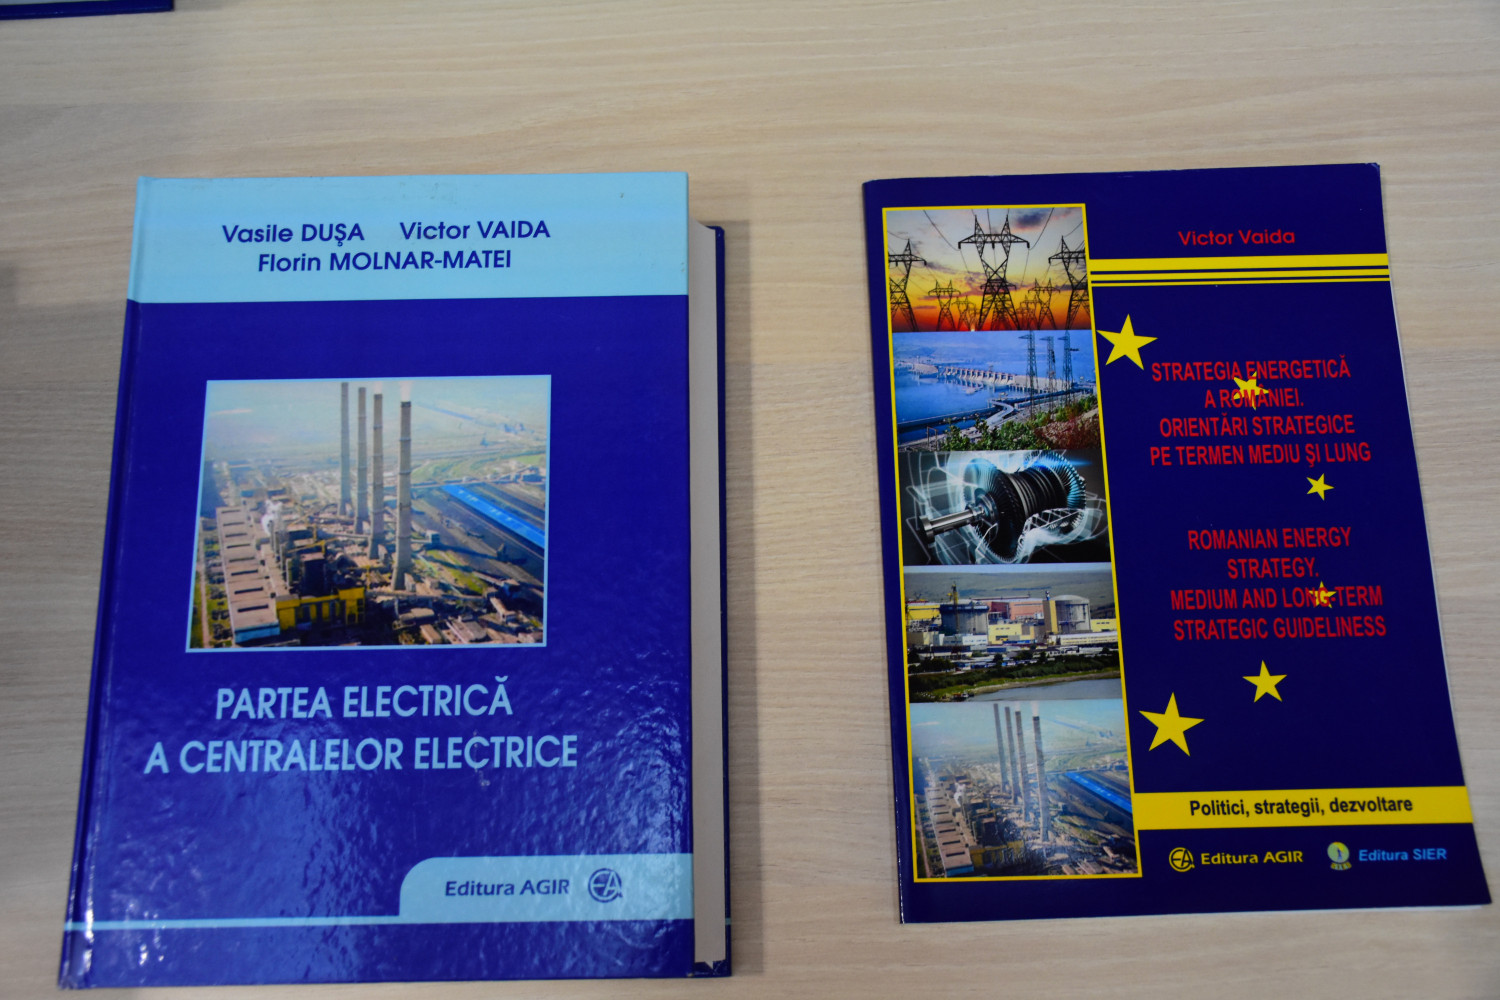 Vasile DUŞA Victor VAIDA
Florin MOLNAR-MATEI
PARTEA ELECTRICĂ
A CENTRALELOR ELECTRICE
Editura AGIR
Victor Vaida
STRATEGIA ENERGETICĂ
A ROMÂNIEI.
ORIENTĂRI STRATEGICE
PE TERMEN MEDIU ŞI LUNG
ROMANIAN ENERGY
STRATEGY.
MEDIUM AND LONG TERM
STRATEGIC GUIDELINESS
Politici, strategii, dezvoltare
Editura AGIR Editura SIER